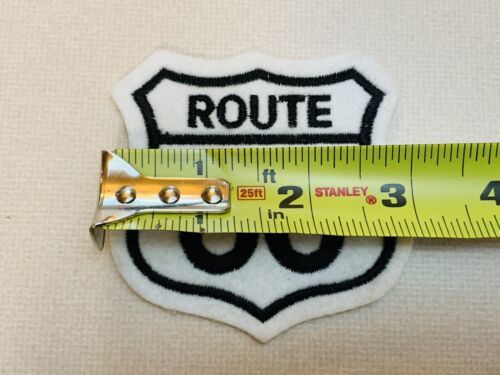 ROUTE
1 ft 25ft 2 in STANLEY® 3 4